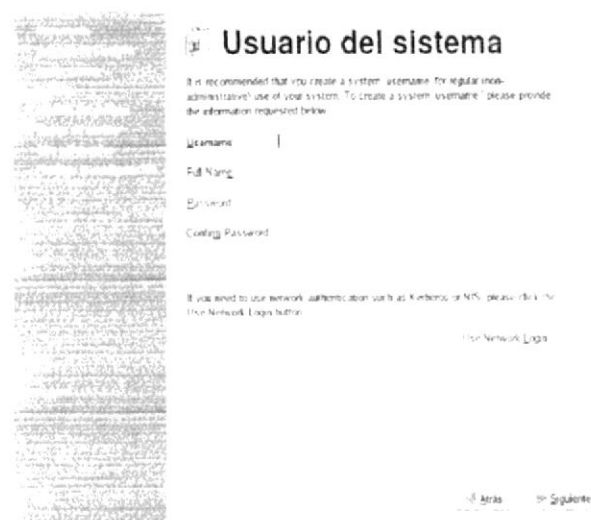 Usuario del sistema
It is recommended that you create a system username for regular (non-
administrative) use of your system. To create a system username please provide
the information requested below
Username
Full Name
Password
Confirm Password
If you need to use network authentication such as Kerberos or NIS please click the
Use Network Login button
Use Network Login
Atrás
Siguiente